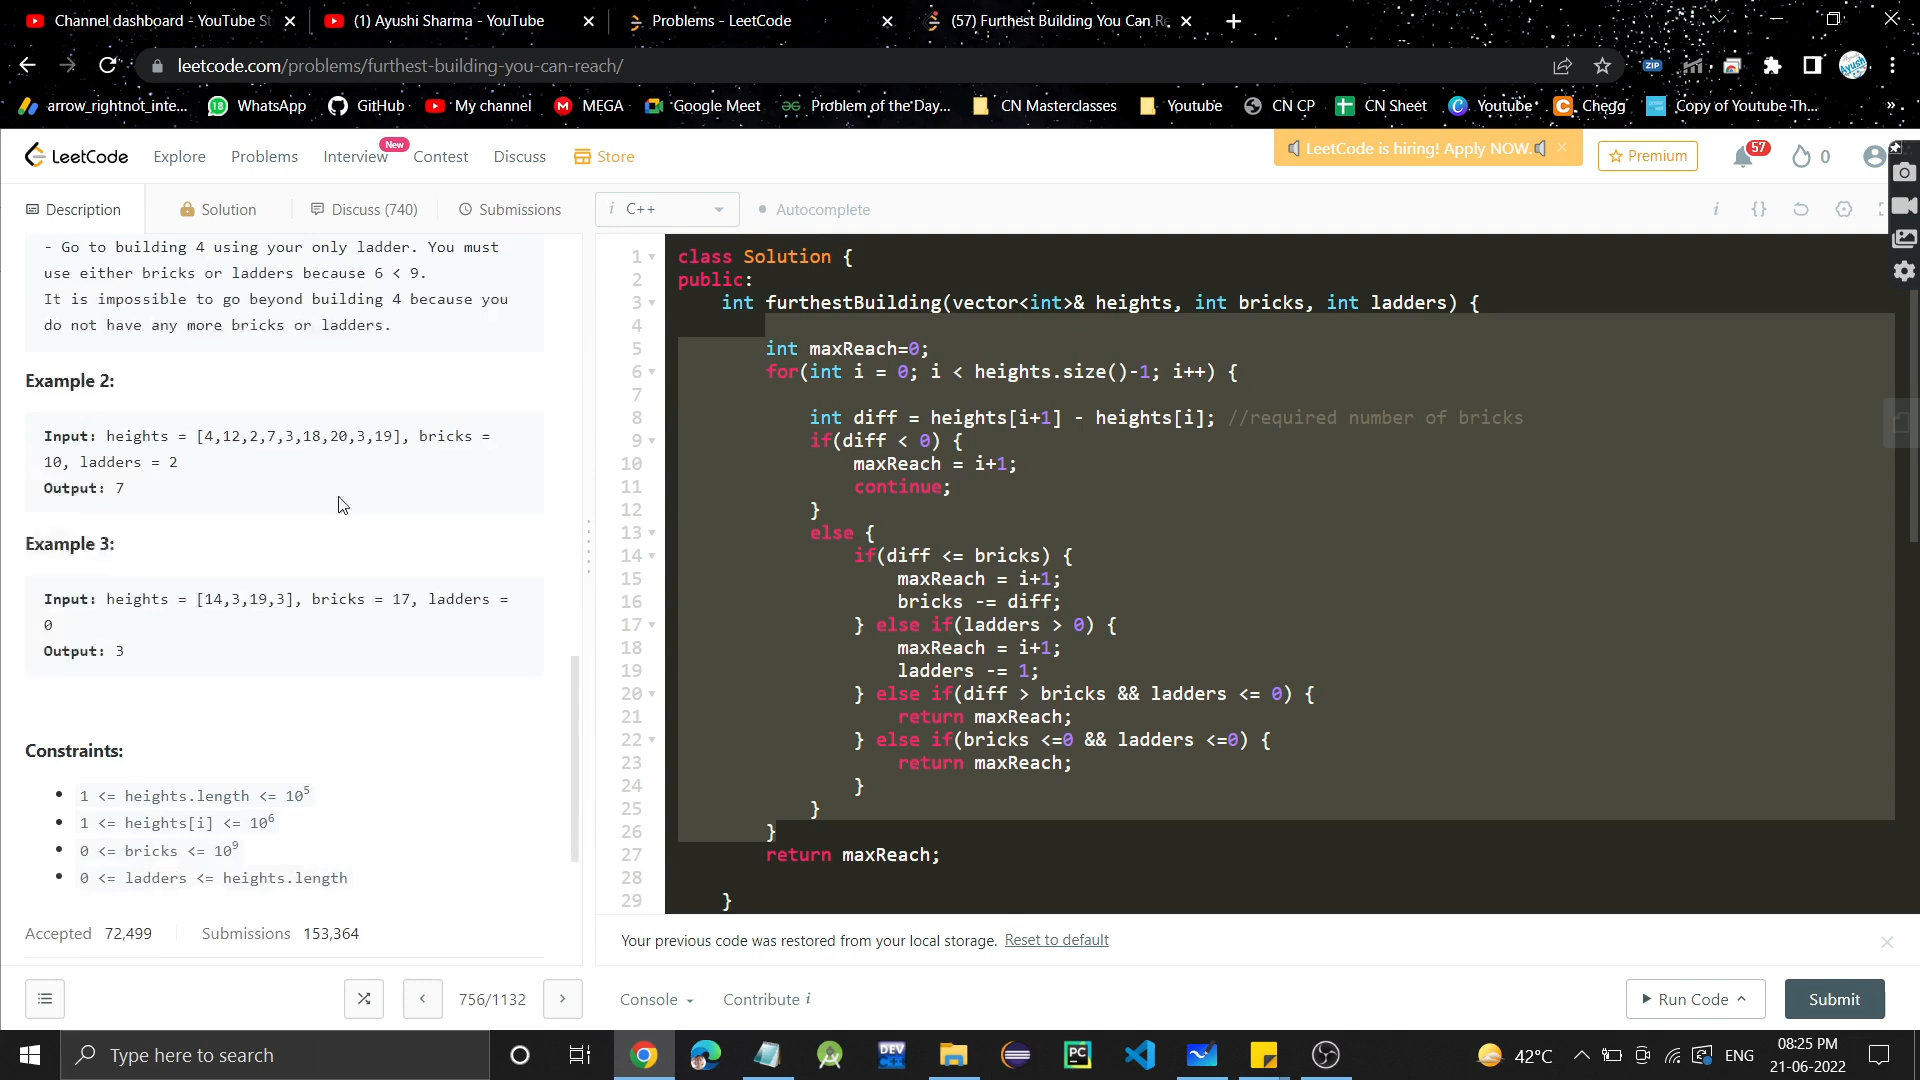 Channel dashboard - YouTube St
(1) Ayushi Sharma - YouTube
Problems - LeetCode
(57) Furthest Building You Can Re
leetcode.com/problems/furthest-building-you-can-reach/
arrow_rightnot_inte...
WhatsApp
GitHub
My channel
MEGA
Google Meet
Problem of the Day...
CN Masterclasses
Youtube
CN CP
CN Sheet
Youtube
Chegg
Copy of Youtube Th...
»
LeetCode
Explore
Problems
Interview
New
Contest
Discuss
Store
LeetCode is hiring! Apply NOW.
Premium
57
0
Description
Solution
Discuss (740)
Submissions
i C++
Autocomplete
- Go to building 4 using your only ladder. You must
use either bricks or ladders because 6 < 9.
It is impossible to go beyond building 4 because you
do not have any more bricks or ladders.
Example 2:
Input: heights = [4,12,2,7,3,18,20,3,19], bricks =
10, ladders = 2
Output: 7
Example 3:
Input: heights = [14,3,19,3], bricks = 17, ladders =
0
Output: 3
Constraints:
• 1 <= heights.length <= 10⁵
• 1 <= heights[i] <= 10⁶
• 0 <= bricks <= 10⁹
• 0 <= ladders <= heights.length
Accepted 72,499
Submissions 153,364
756/1132
1 class Solution {
2 public:
3 int furthestBuilding(vector<int>& heights, int bricks, int ladders) {
4
5 int maxReach=0;
6 for(int i = 0; i < heights.size()-1; i++) {
7
8 int diff = heights[i+1] - heights[i]; //required number of bricks
9 if(diff < 0) {
10 maxReach = i+1;
11 continue;
12 }
13 else {
14 if(diff <= bricks) {
15 maxReach = i+1;
16 bricks -= diff;
17 } else if(ladders > 0) {
18 maxReach = i+1;
19 ladders -= 1;
20 } else if(diff > bricks && ladders <= 0) {
21 return maxReach;
22 } else if(bricks <=0 && ladders <=0) {
23 return maxReach;
24 }
25 }
26 }
27 return maxReach;
28
29 }
Your previous code was restored from your local storage. Reset to default
Console
Contribute i
Run Code
Submit
Type here to search
DEV
PC
42°C
ENG
08:25 PM
21-06-2022